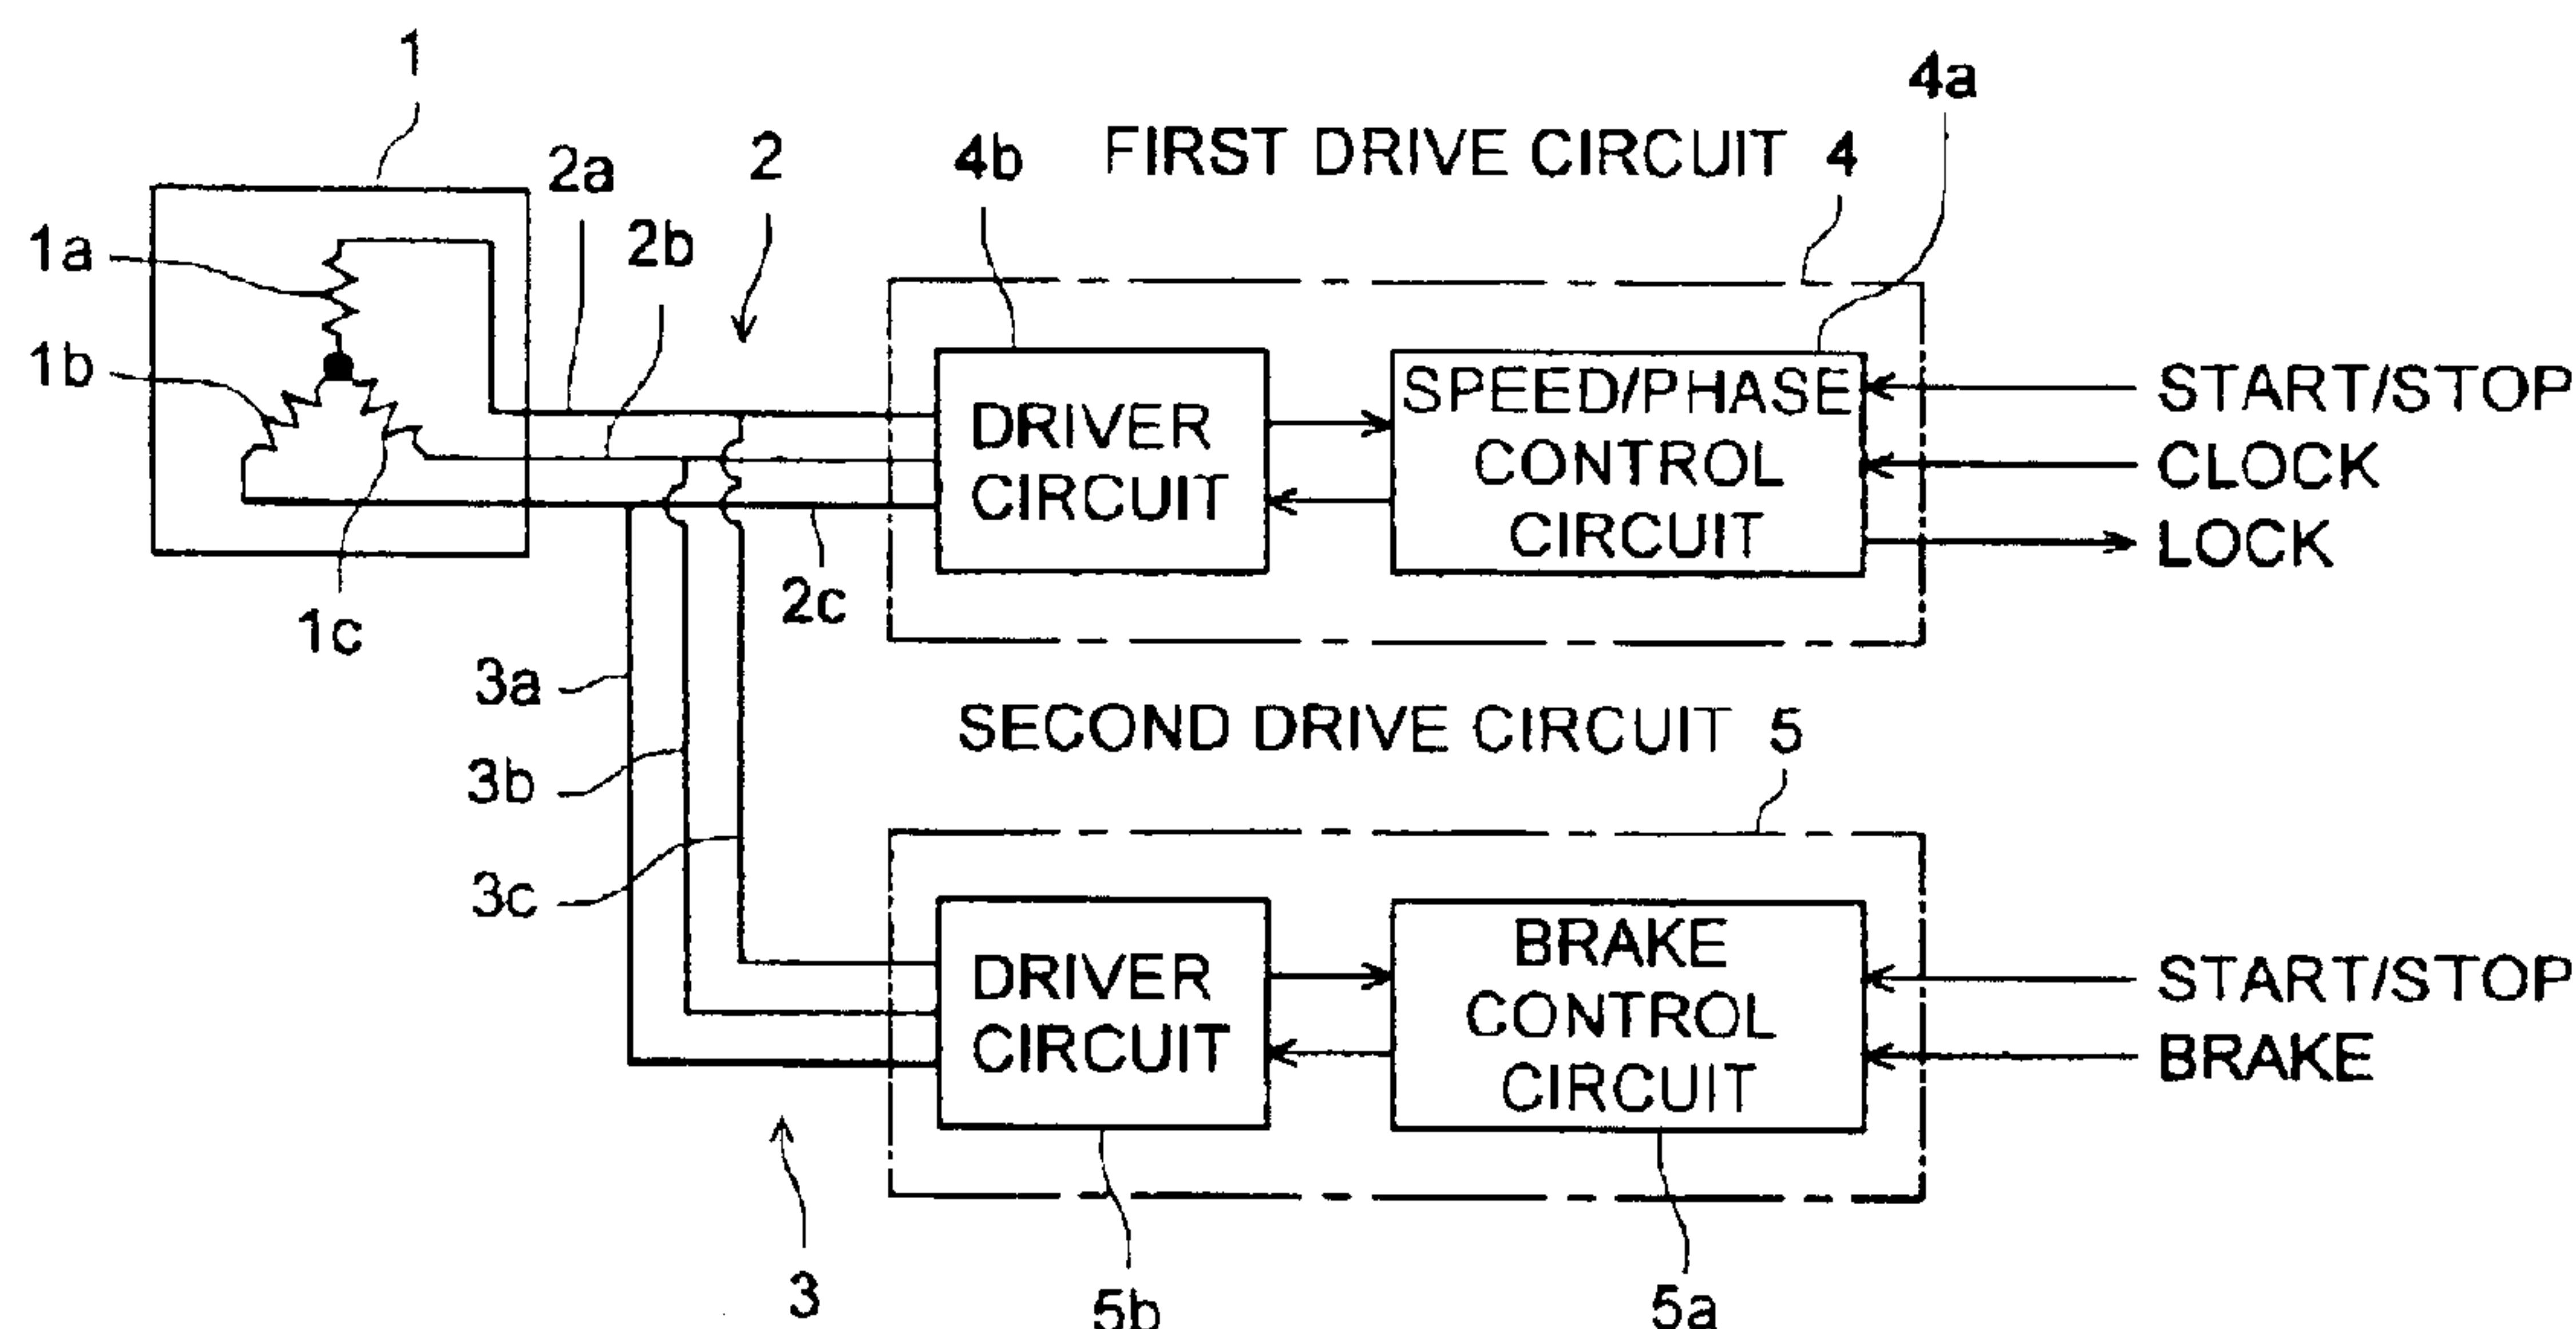 1
4a
2
FIRST DRIVE CIRCUIT 4
2a
4b
2b
1a
1b
START/STOP
SPEED/PHASE
CONTROL
CIRCUIT
DRIVER
CIRCUIT
CLOCK
LOCK
2c
1c
3a
SECOND DRIVE CIRCUIT 5
3b
3c
BRAKE
CONTROL
CIRCUIT
DRIVER
CIRCUIT
START/STOP
BRAKE
3
5b
5a